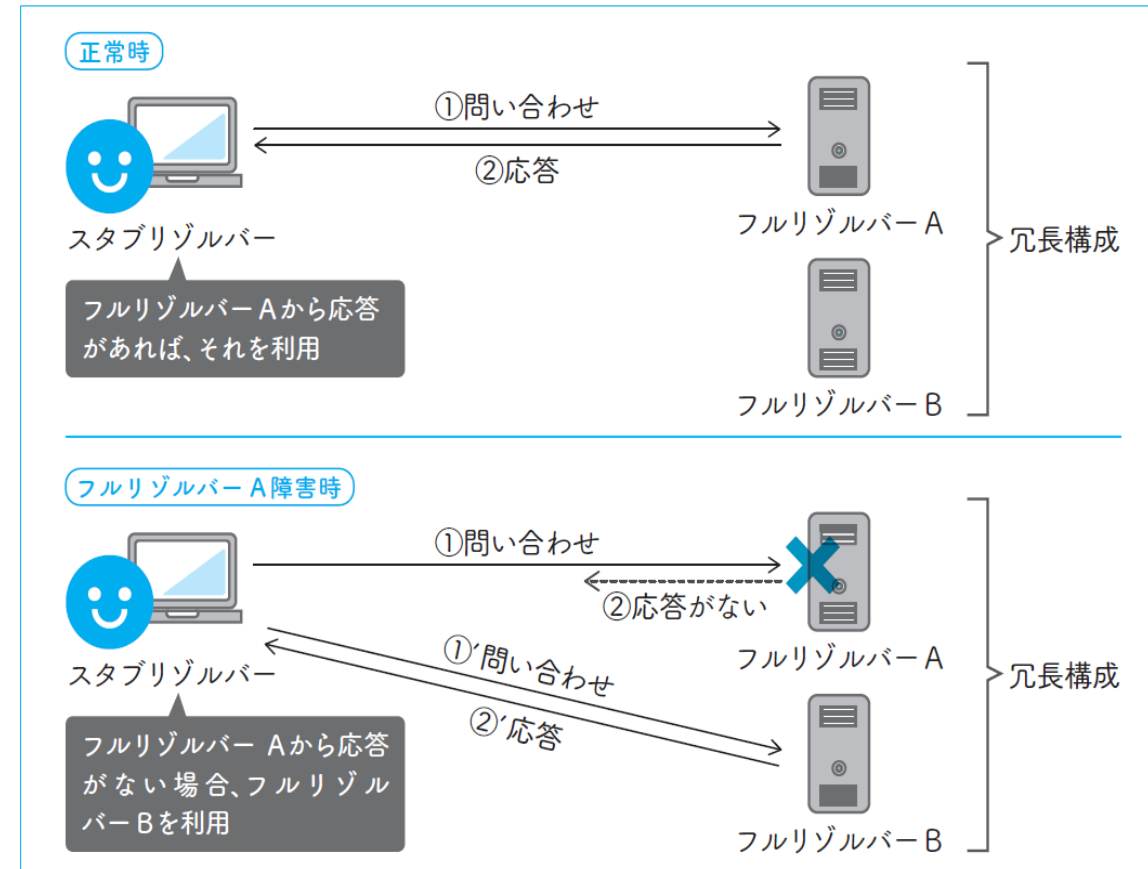 正常時
①問い合わせ
②応答
スタブリゾルバー
フルリゾルバー A
冗長構成
フルリゾルバー Aから応答
があれば、それを利用
フルリゾルバー B
フルリゾルバー A障害時
①問い合わせ
②応答がない
①′問い合わせ
②′応答
スタブリゾルバー
フルリゾルバー A
冗長構成
フルリゾルバー Aから応答
がない場合、フルリゾル
バー Bを利用
フルリゾルバー B